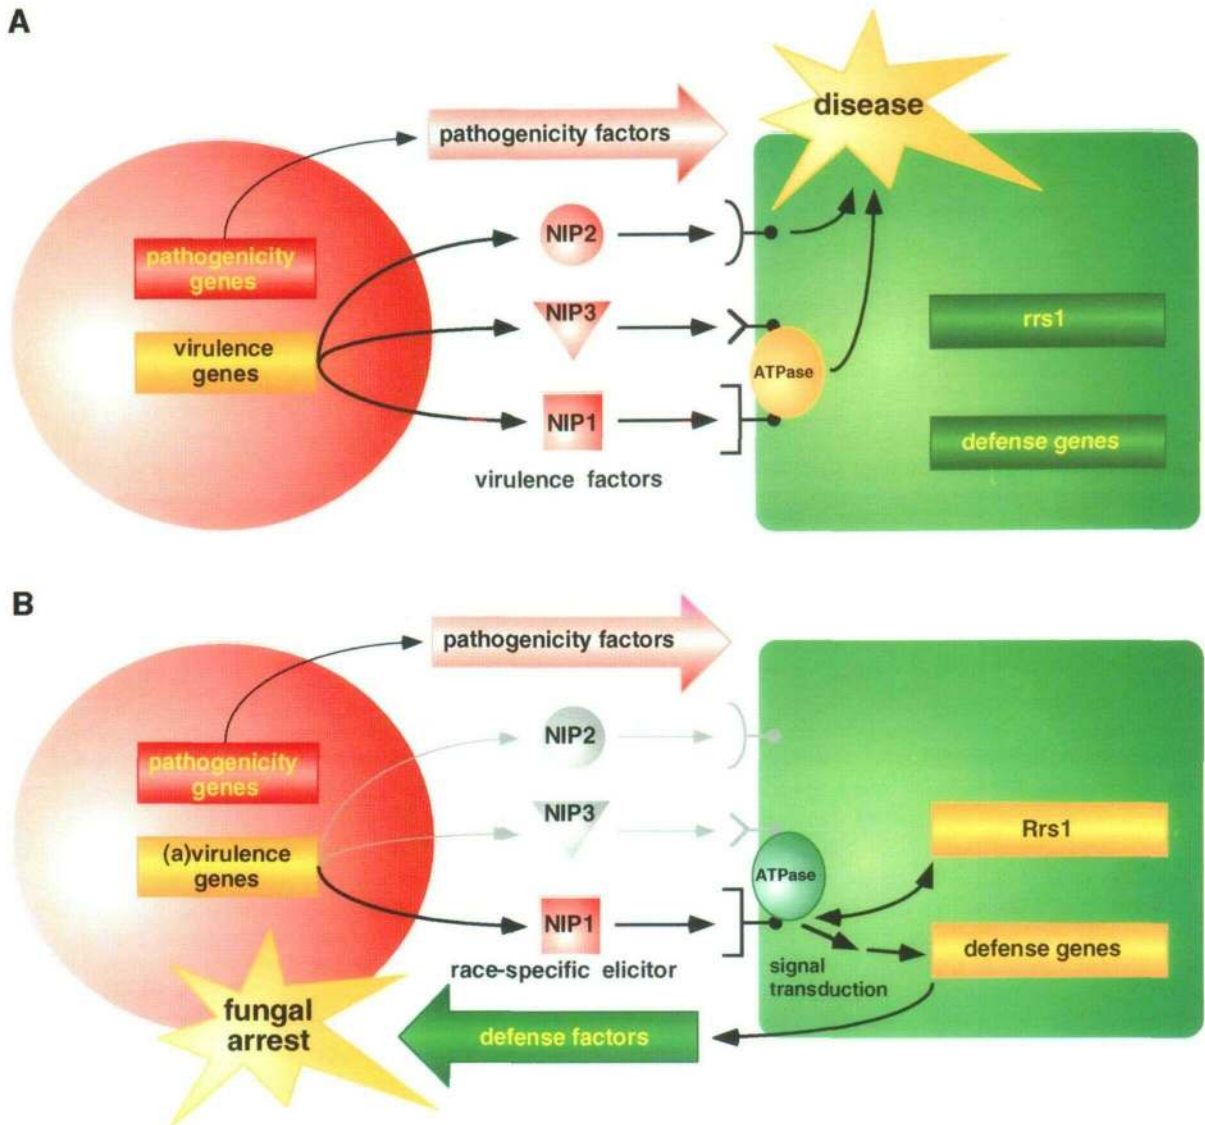 A
disease
pathogenicity factors
NIP2
pathogenicity
genes
NIP3
rrs1
virulence
genes
ATPase
NIP1
defense genes
virulence factors
B
pathogenicity factors
NIP2
pathogenicity
genes
NIP3
Rrs1
(a)virulence
genes
ATPase
NIP1
defense genes
race-specific elicitor
signal
transduction
fungal
arrest
defense factors